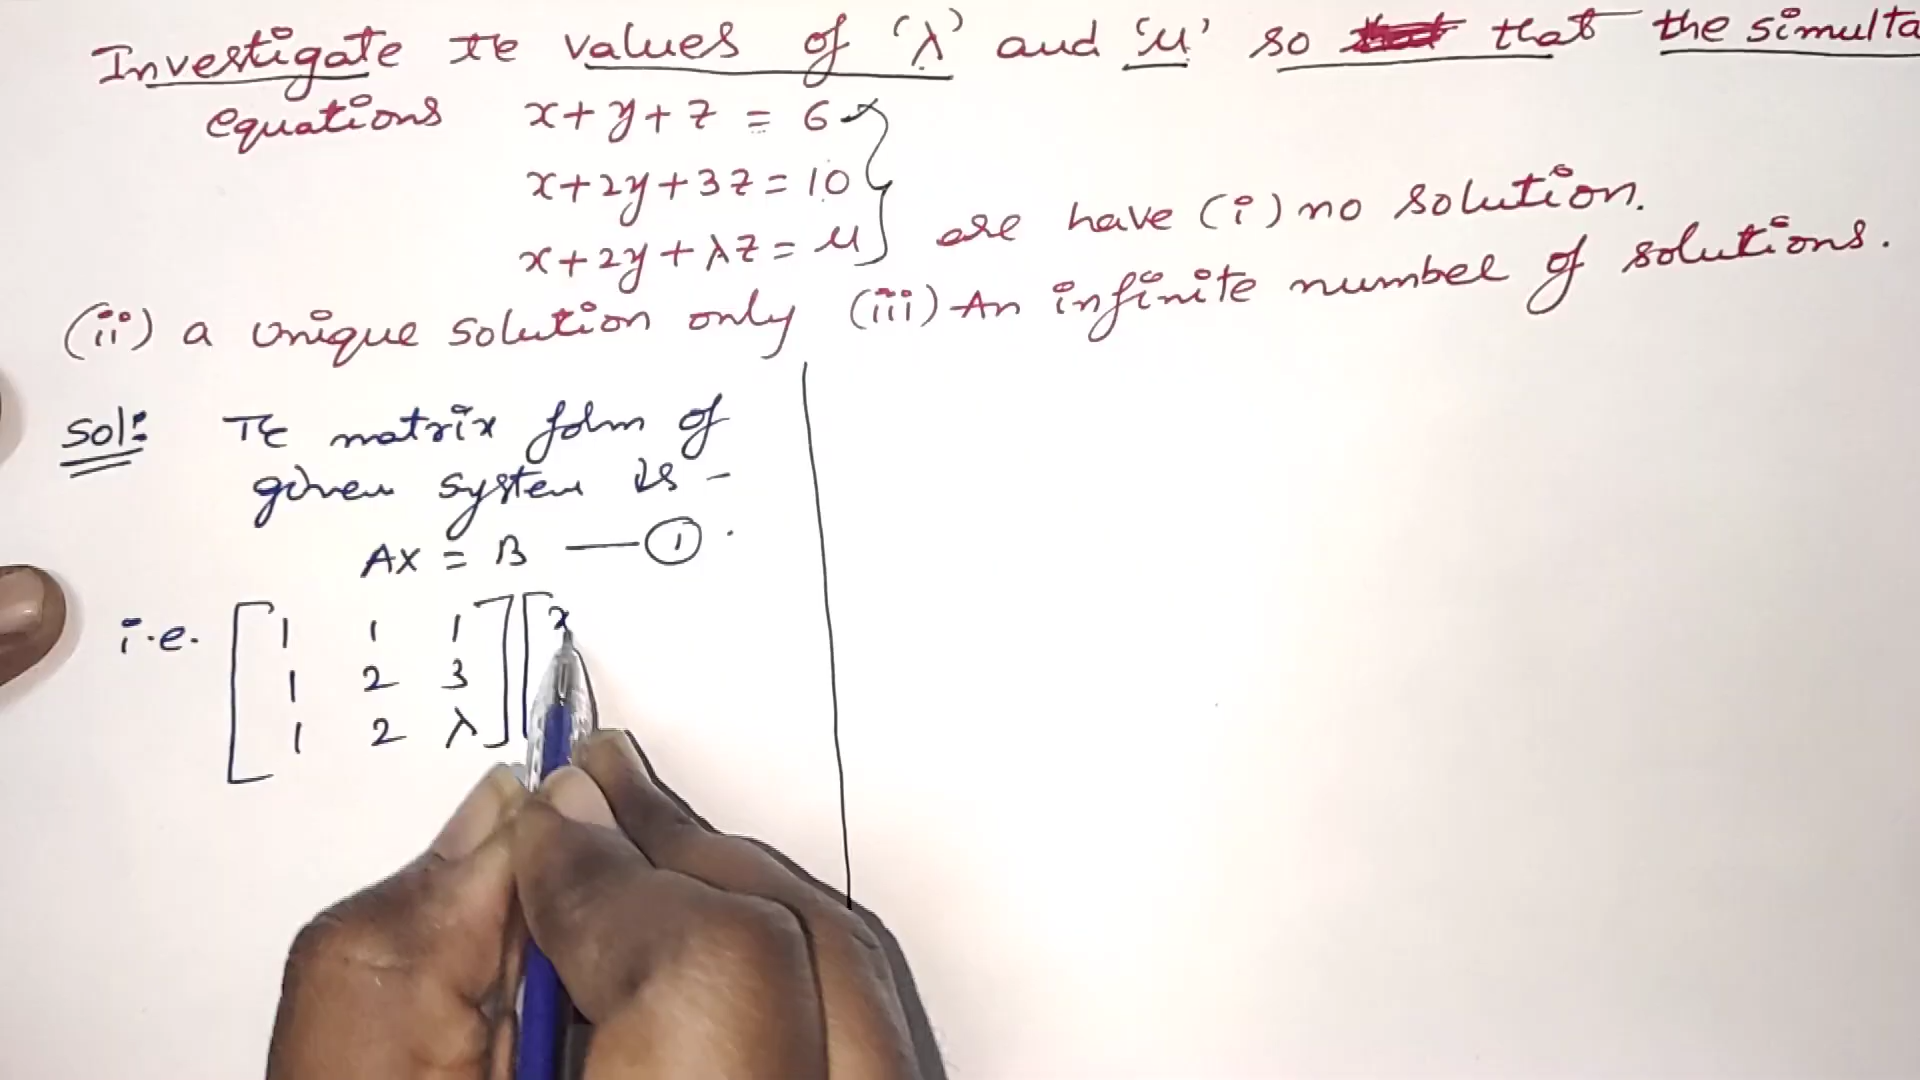 Investigate te values of 'λ' and 'μ' so that the simulta
equations x+y+z = 6
x+2y+3z = 10
x+2y+λz = μ are have (i) no solution.
(ii) a unique solution only (iii) An infinite number of solutions.
Sol: Te matrix form of
given system is -
AX = B — ①
i.e. [1 1 1] [x
1 2 3
1 2 λ